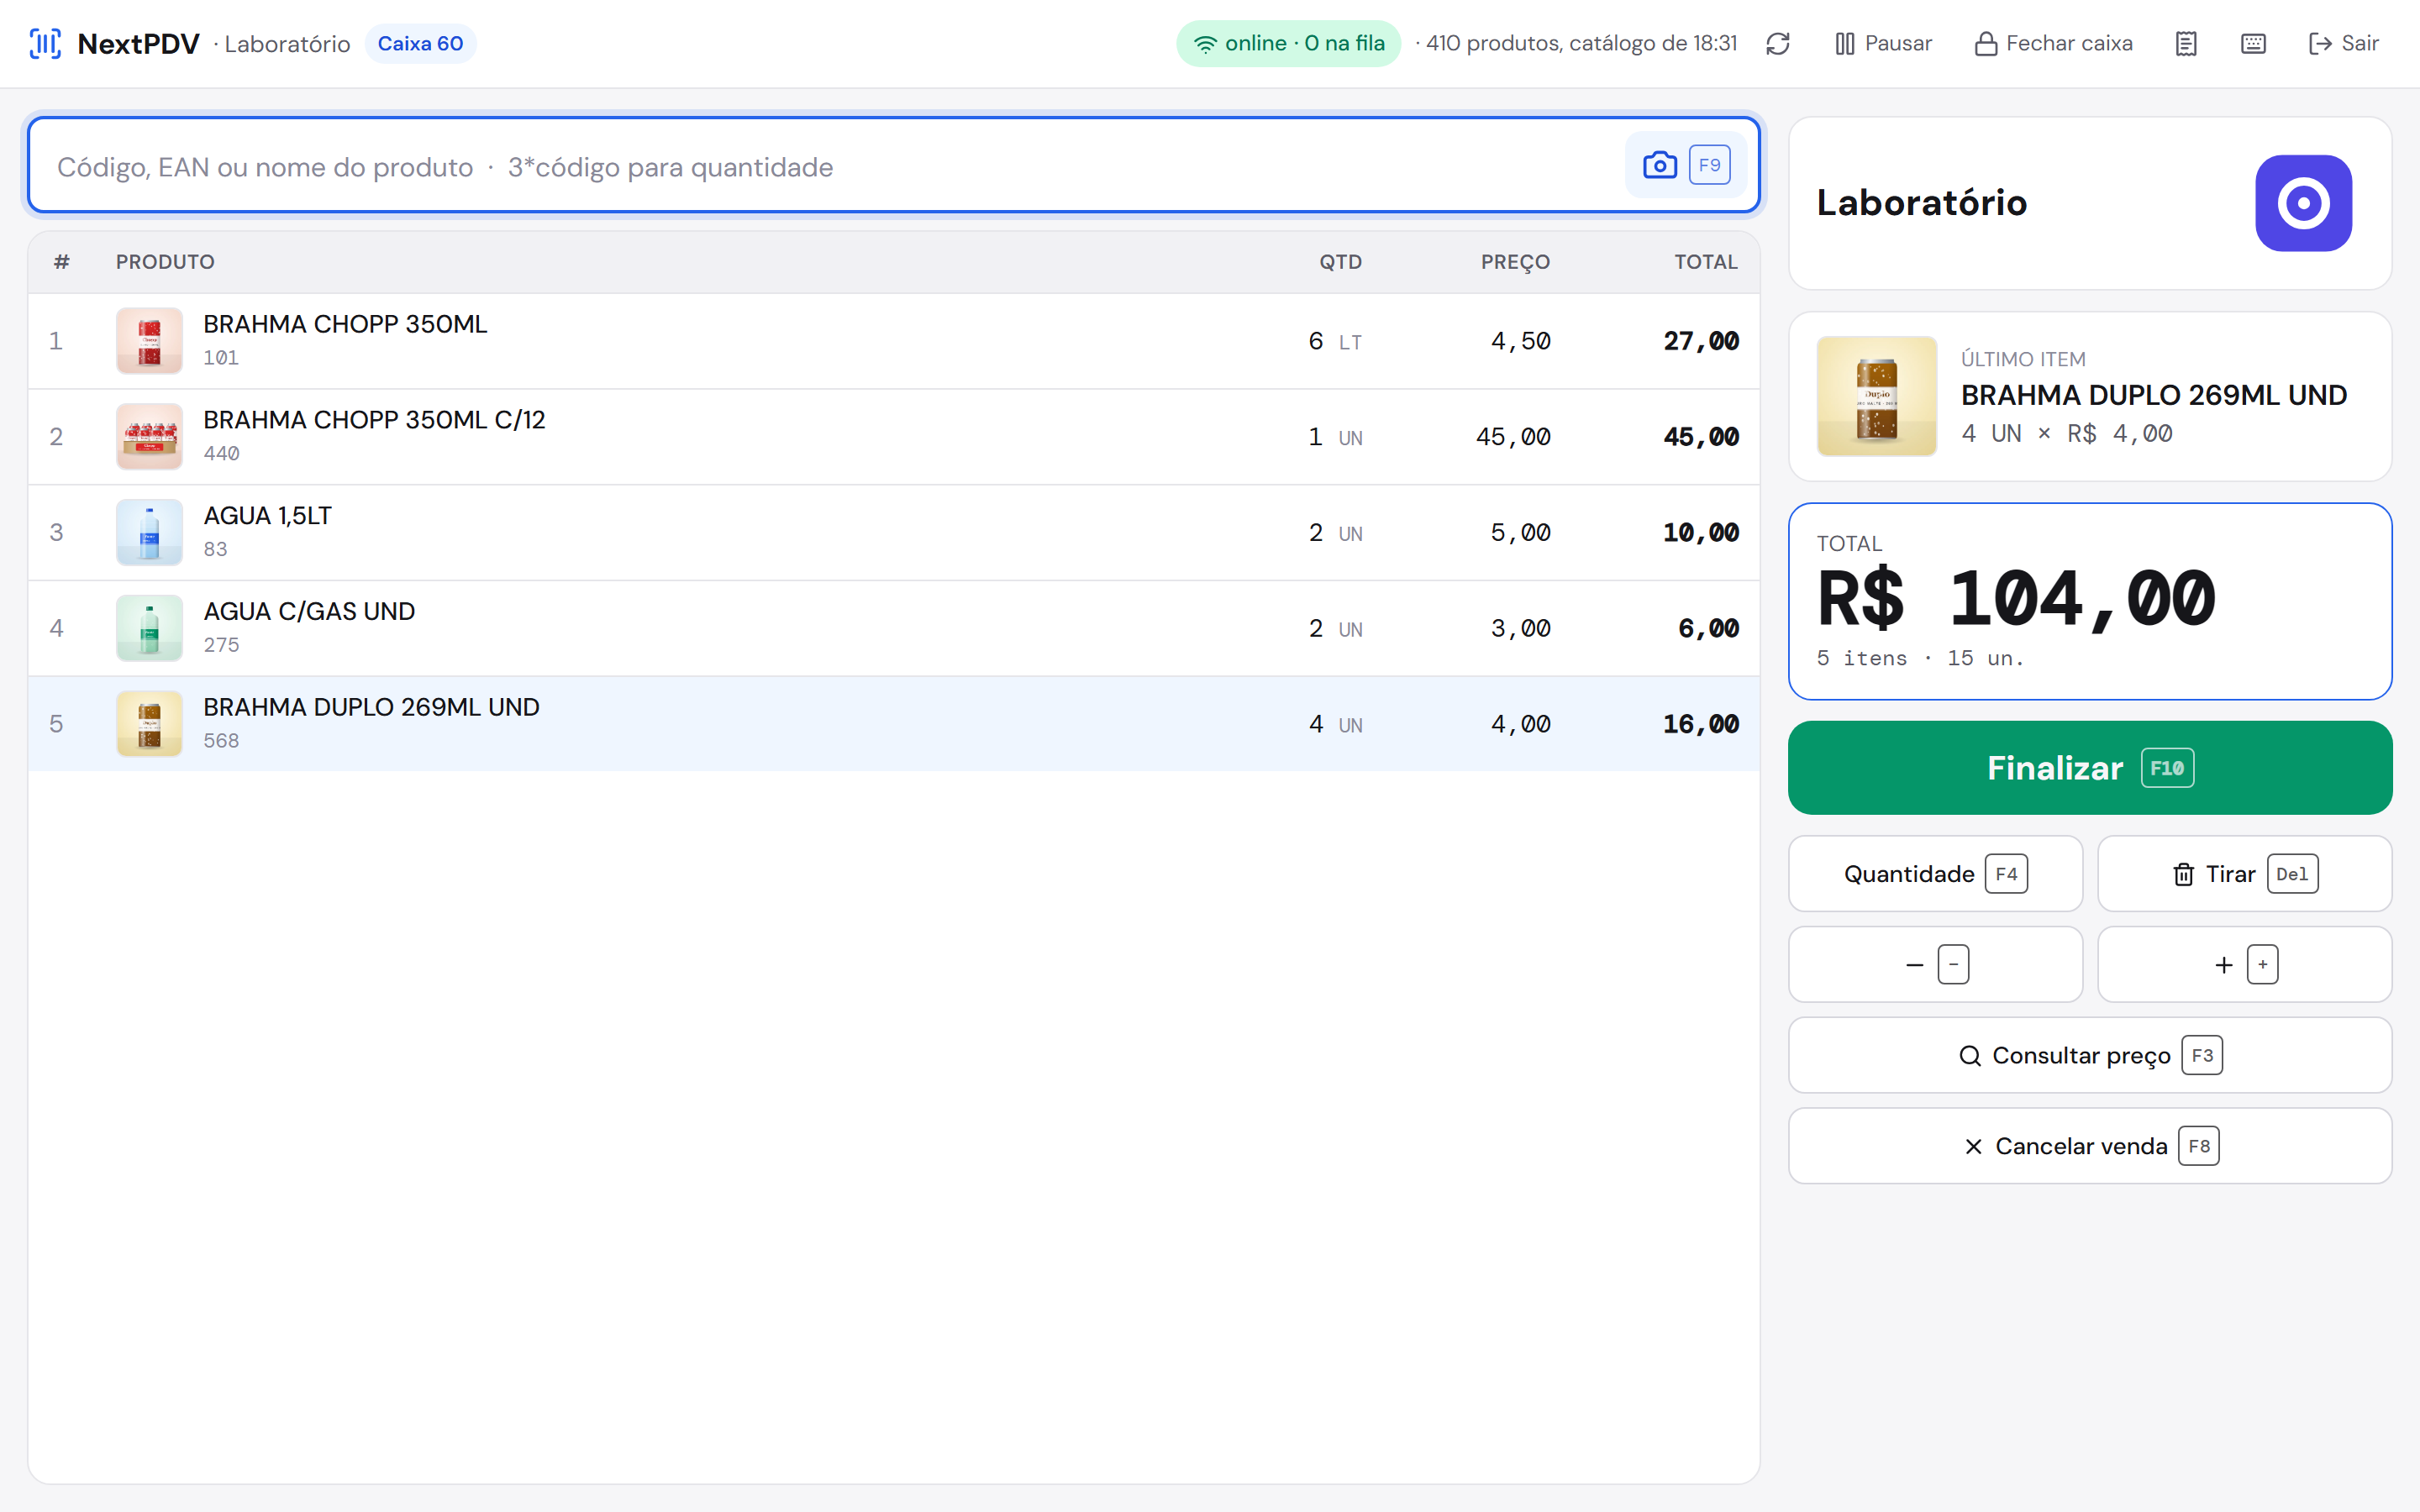 NextPDV · Laboratório Caixa 60
online · 0 na fila · 410 produtos, catálogo de 18:31 Pausar Fechar caixa Sair
Código, EAN ou nome do produto · 3*código para quantidade F9
# PRODUTO QTD PREÇO TOTAL
1 BRAHMA CHOPP 350ML 6 LT 4,50 27,00
101
2 BRAHMA CHOPP 350ML C/12 1 UN 45,00 45,00
440
3 AGUA 1,5LT 2 UN 5,00 10,00
83
4 AGUA C/GAS UND 2 UN 3,00 6,00
275
5 BRAHMA DUPLO 269ML UND 4 UN 4,00 16,00
568
Laboratório
Duplo
ÚLTIMO ITEM
BRAHMA DUPLO 269ML UND
4 UN × R$ 4,00
TOTAL
R$ 104,00
5 itens · 15 un.
Finalizar F10
Quantidade F4
Tirar Del
− -
+ +
Consultar preço F3
Cancelar venda F8